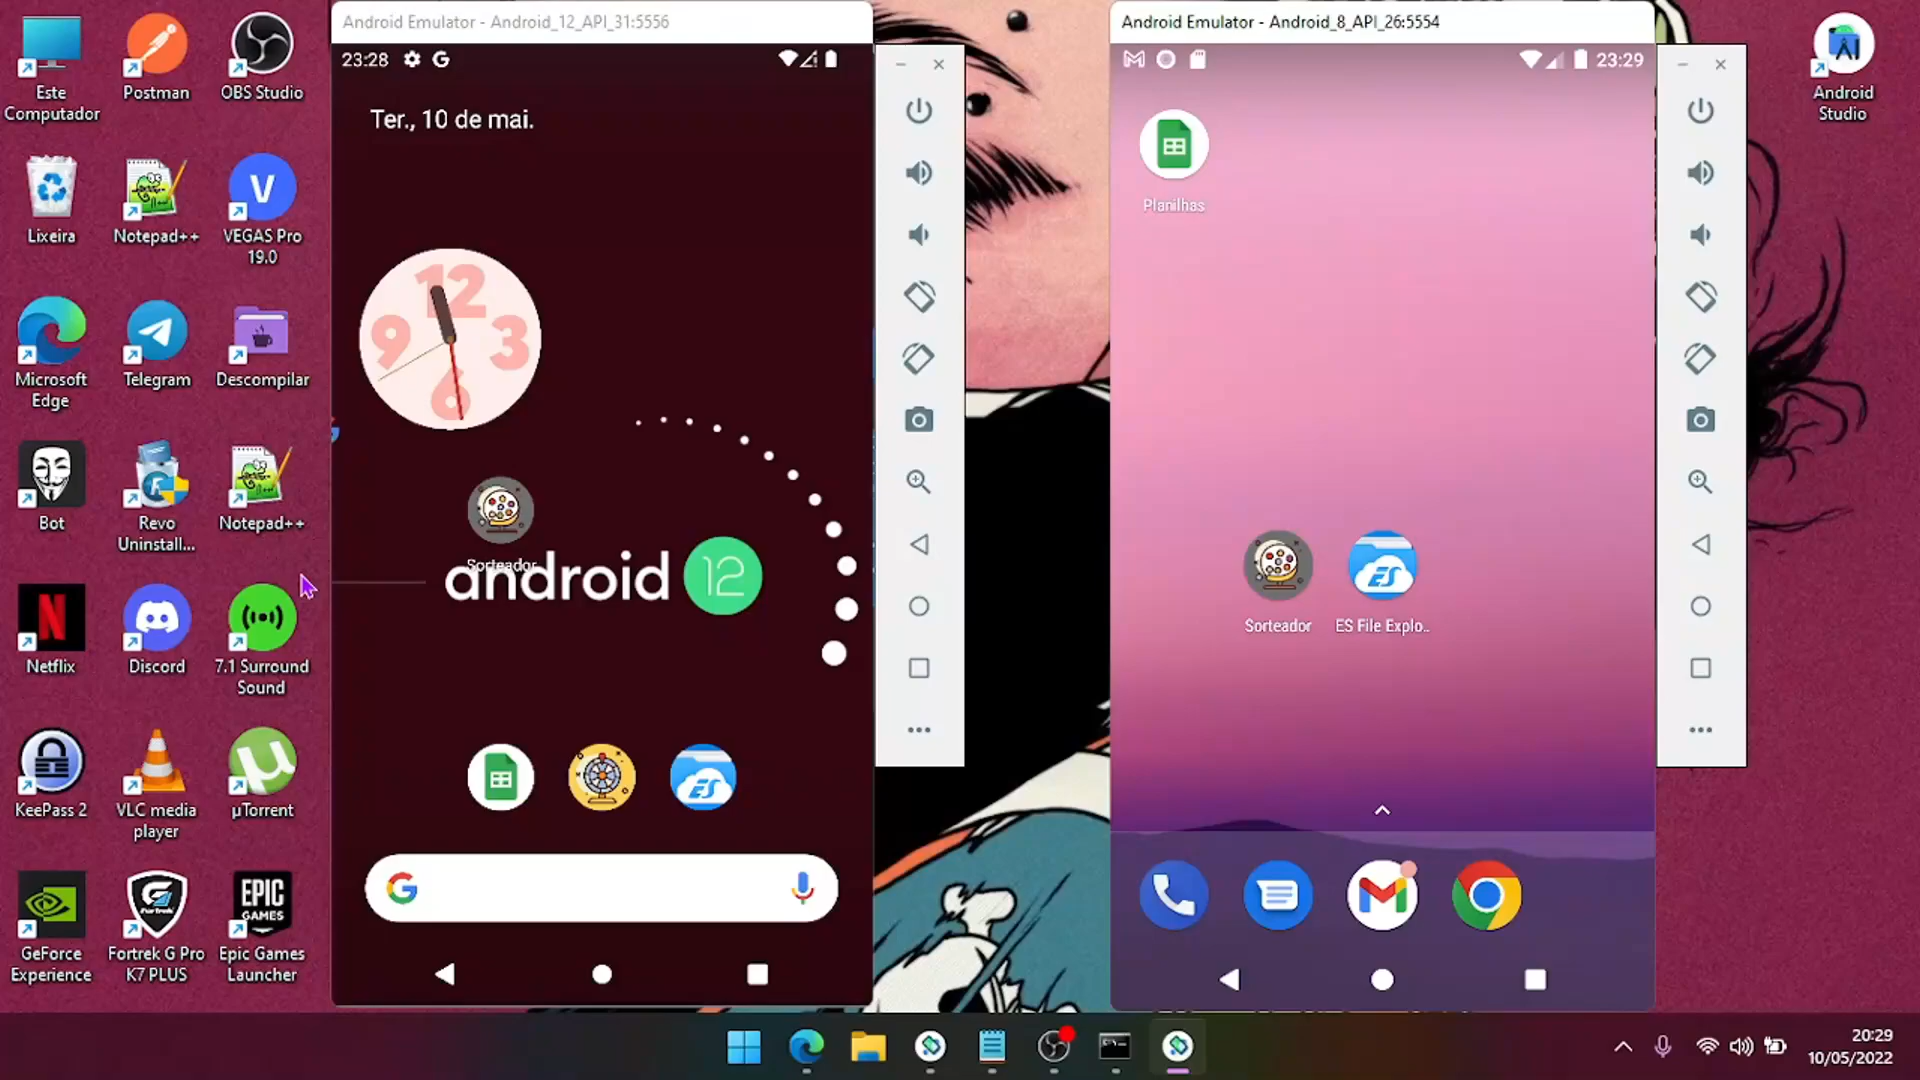 Este
Computador
Postman
OBS Studio
Lixeira
Notepad++
VEGAS Pro
19.0
V
Microsoft
Edge
Telegram
Descompilar
Bot
Revo
Uninstall...
Notepad++
Netflix
Discord
7.1 Surround
Sound
KeePass 2
VLC media
player
µTorrent
GeForce
Experience
Fortrek G Pro
K7 PLUS
EPIC
GAMES
Epic Games
Launcher
Android Emulator - Android_12_API_31:5556
23:28
Ter., 10 de mai.
12
9
3
6
Sorteador
android 12
ES
Android Emulator - Android_8_API_26:5554
23:29
Planilhas
ES
Sorteador
ES File Explo..
Android
Studio
20:29
10/05/2022